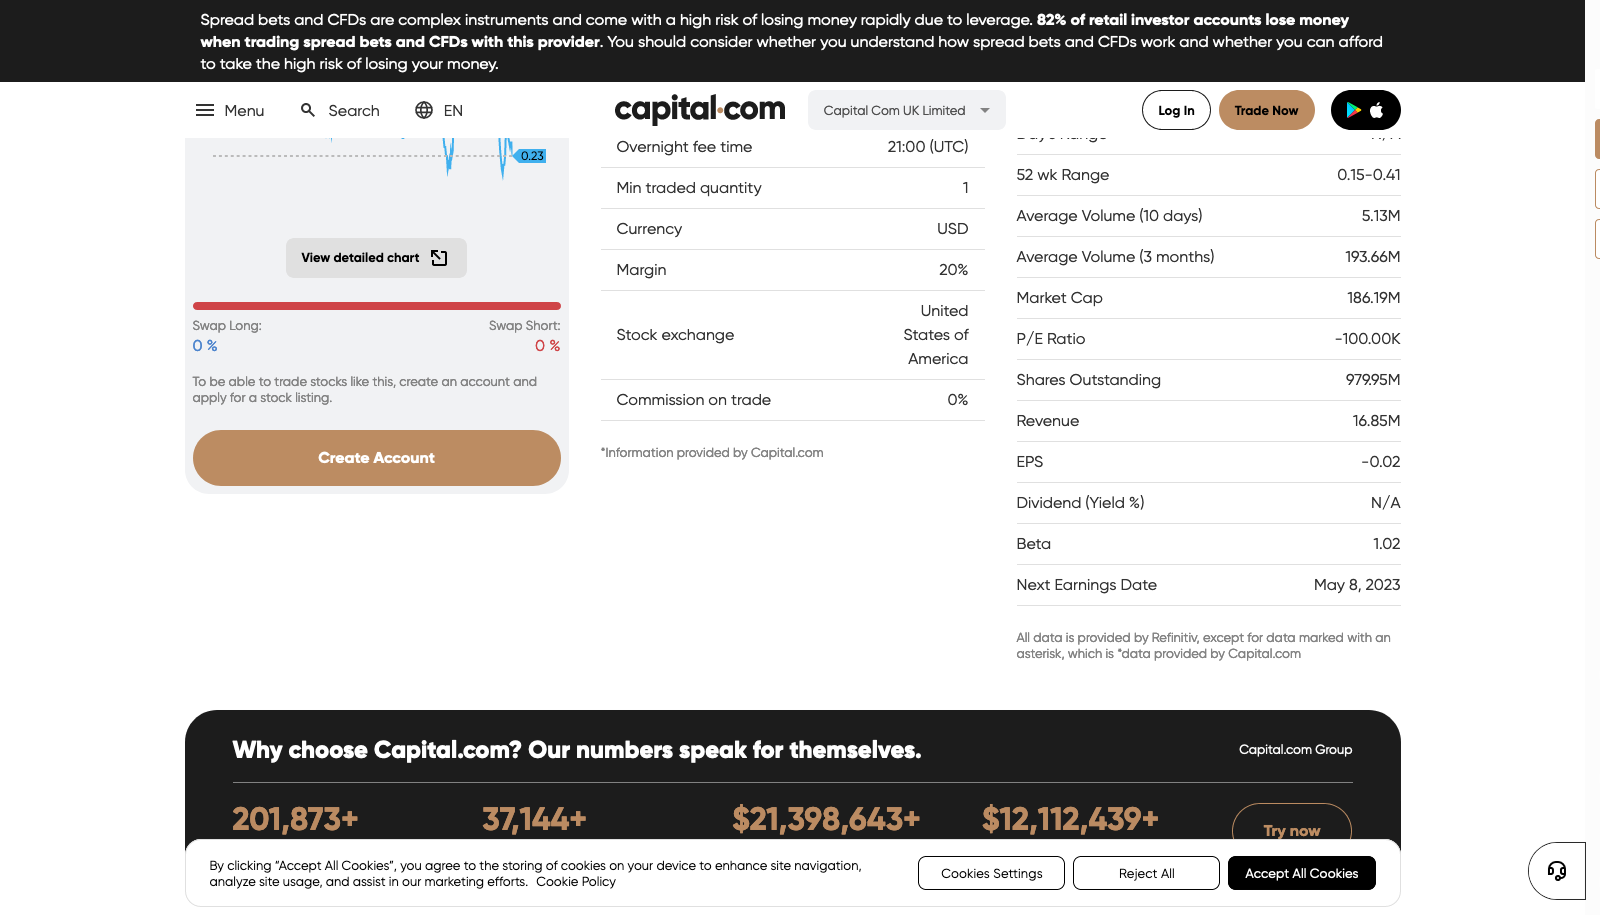 Spread bets and CFDs are complex instruments and come with a high risk of losing money rapidly due to leverage. 82% of retail investor accounts lose money
when trading spread bets and CFDs with this provider. You should consider whether you understand how spread bets and CFDs work and whether you can afford
to take the high risk of losing your money.
Menu
Search
EN
capital.com
Capital Com UK Limited
Log In
Trade Now
0.23
View detailed chart
Swap Long:
Swap Short:
0 %
0 %
To be able to trade stocks like this, create an account and
apply for a stock listing.
Create Account
Overnight fee time 21:00 (UTC)
Min traded quantity 1
Currency USD
Margin 20%
Stock exchange United
States of
America
Commission on trade 0%
*Information provided by Capital.com
52 wk Range 0.15-0.41
Average Volume (10 days) 5.13M
Average Volume (3 months) 193.66M
Market Cap 186.19M
P/E Ratio -100.00K
Shares Outstanding 979.95M
Revenue 16.85M
EPS -0.02
Dividend (Yield %) N/A
Beta 1.02
Next Earnings Date May 8, 2023
All data is provided by Refinitiv, except for data marked with an
asterisk, which is *data provided by Capital.com
Why choose Capital.com? Our numbers speak for themselves.
Capital.com Group
201,873+
37,144+
$21,398,643+
$12,112,439+
Try now
By clicking “Accept All Cookies”, you agree to the storing of cookies on your device to enhance site navigation,
analyze site usage, and assist in our marketing efforts. Cookie Policy
Cookies Settings
Reject All
Accept All Cookies